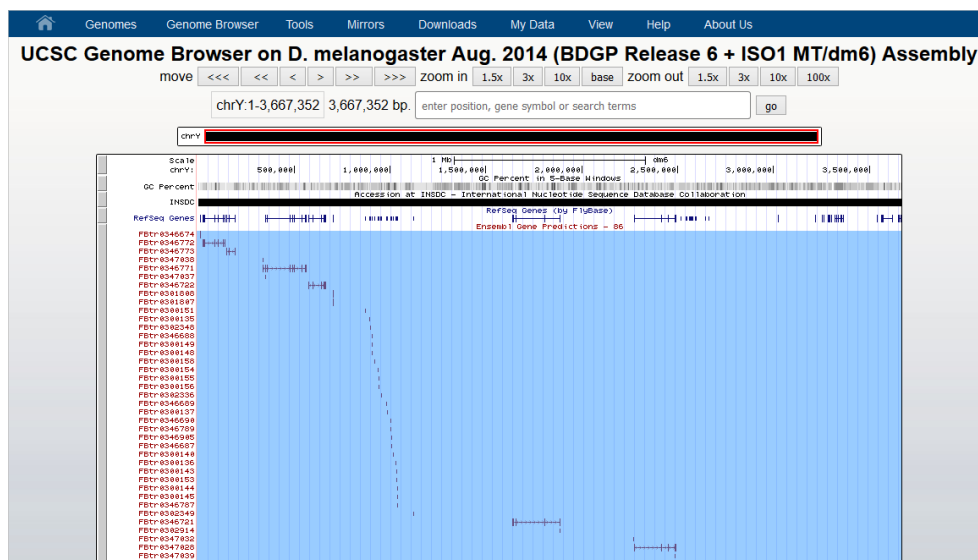 Genomes Genome Browser Tools Mirrors Downloads My Data View Help About Us
UCSC Genome Browser on D. melanogaster Aug. 2014 (BDGP Release 6 + ISO1 MT/dm6) Assembly
move <<< << < > >> >>> zoom in 1.5x 3x 10x base zoom out 1.5x 3x 10x 100x
chrY:1-3,667,352 3,667,352 bp. enter position, gene symbol or search terms go
chrY
Scale 1 Mb dm6
chrY: 500,000 1,000,000 1,500,000 2,000,000 2,500,000 3,000,000 3,500,000
GC Percent in 5-Base Windows
GC Percent
Accession at INSDC - International Nucleotide Sequence Database Collaboration
INSDC
RefSeq Genes (by FlyBase)
RefSeq Genes
Ensembl Gene Predictions - 86
FBtr0346674
FBtr0346772
FBtr0346773
FBtr0347038
FBtr0346771
FBtr0347037
FBtr0346722
FBtr0301808
FBtr0301807
FBtr0300151
FBtr0300135
FBtr0302348
FBtr0346688
FBtr0300149
FBtr0300148
FBtr0300158
FBtr0300154
FBtr0300155
FBtr0300156
FBtr0302336
FBtr0346689
FBtr0300137
FBtr0346690
FBtr0346789
FBtr0346905
FBtr0346687
FBtr0300140
FBtr0300136
FBtr0300143
FBtr0300153
FBtr0300144
FBtr0300145
FBtr0346787
FBtr0302349
FBtr0346721
FBtr0302914
FBtr0347032
FBtr0347028
FBtr0347039